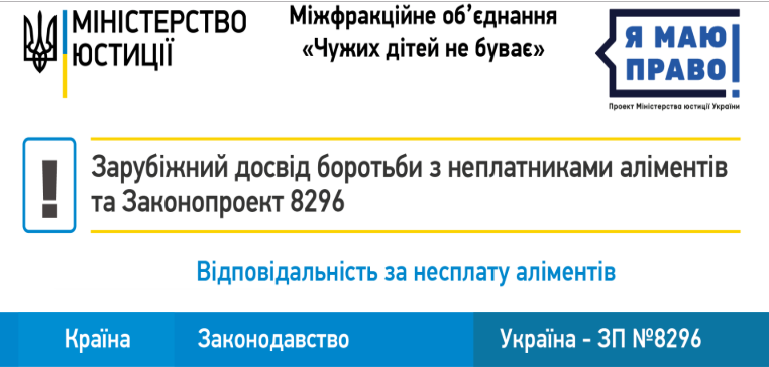 МІНІСТЕРСТВО
ЮСТИЦІЇ
Міжфракційне об’єднання
«Чужих дітей не буває»
Я МАЮ
ПРАВО!
Проект Міністерства юстиції України
! Зарубіжний досвід боротьби з неплатниками аліментів
та Законопроект 8296
Відповідальність за несплату аліментів
Країна Законодавство Україна - ЗП №8296